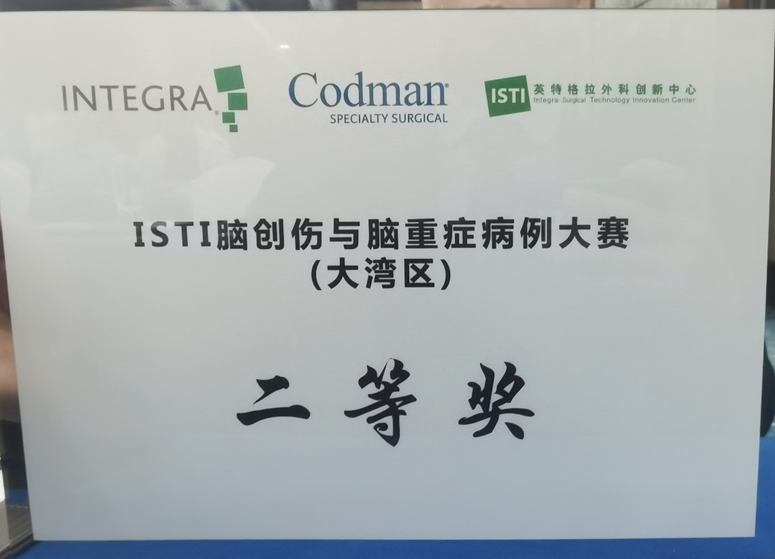 INTEGRA®
Codman®
SPECIALTY SURGICAL
ISTI 英特格拉外科创新中心
Integra Surgical Technology Innovation Center
ISTI脑创伤与脑重症病例大赛
(大湾区)
二等奖